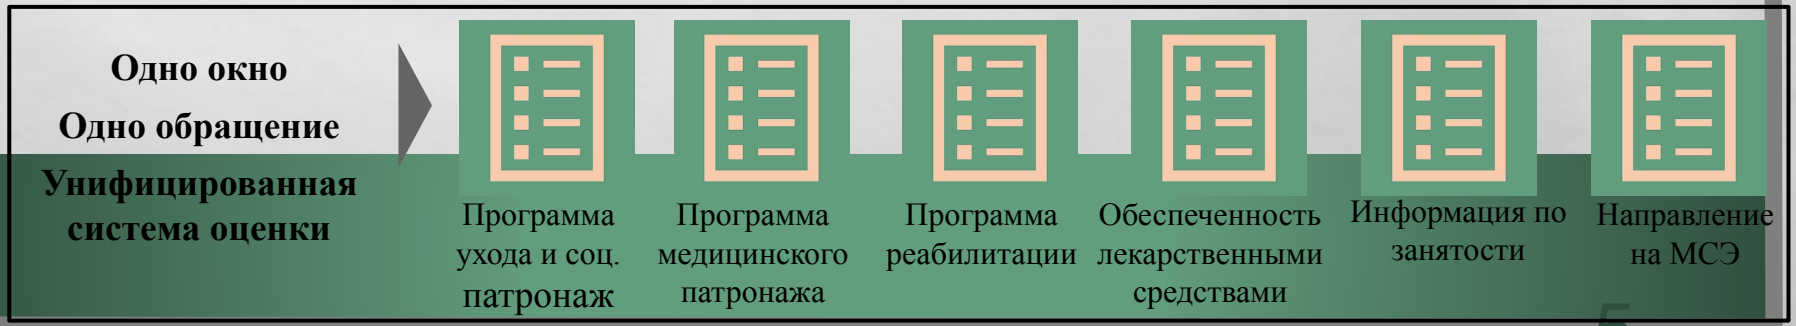 Одно окно
Одно обращение
Унифицированная
система оценки
Программа
ухода и соц.
патронаж
Программа
медицинского
патронажа
Программа
реабилитации
Обеспеченность
лекарственными
средствами
Информация по
занятости
Направление
на МСЭ